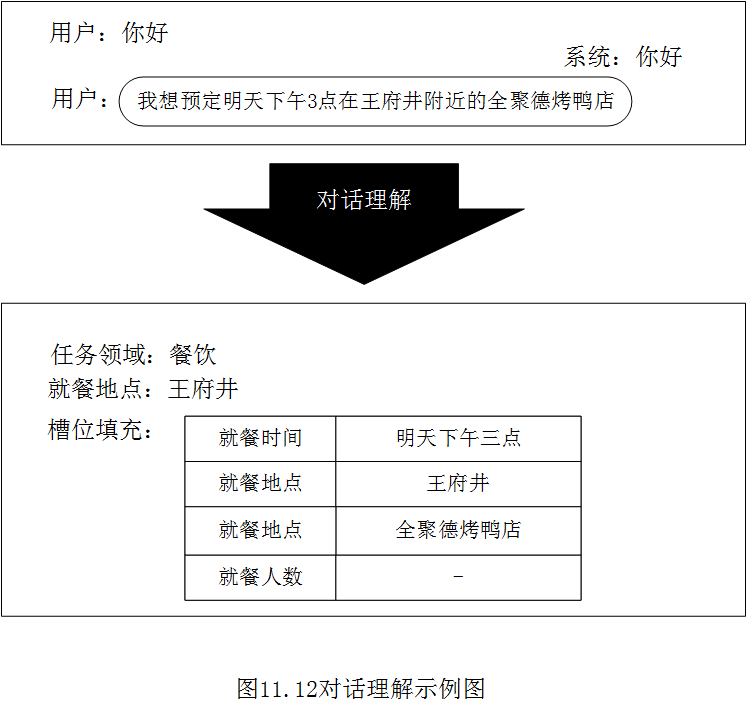 用户：你好
系统：你好
用户：我想预定明天下午3点在王府井附近的全聚德烤鸭店
对话理解
任务领域：餐饮
就餐地点：王府井
槽位填充：
就餐时间 明天下午三点
就餐地点 王府井
就餐地点 全聚德烤鸭店
就餐人数 -
图11.12对话理解示例图